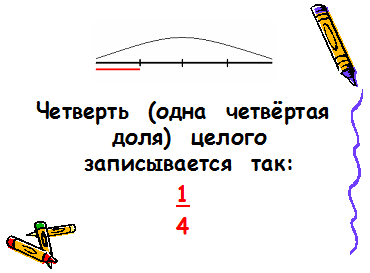 Четверть (одна четвёртая
доля) целого
записывается так:
1
4